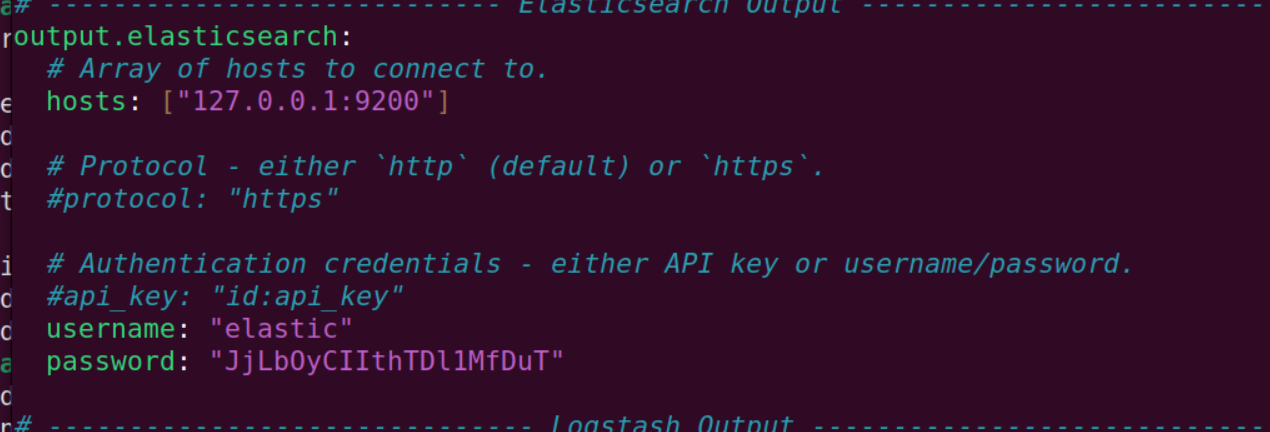 # ---------------------------- Elasticsearch Output ----------------------------
output.elasticsearch:
  # Array of hosts to connect to.
  hosts: ["127.0.0.1:9200"]
  # Protocol - either `http` (default) or `https`.
  #protocol: "https"
  # Authentication credentials - either API key or username/password.
  #api_key: "id:api_key"
  username: "elastic"
  password: "JjLbOyCIIthTDl1MfDuT"
# ------------------------------ Logstash Output -------------------------------